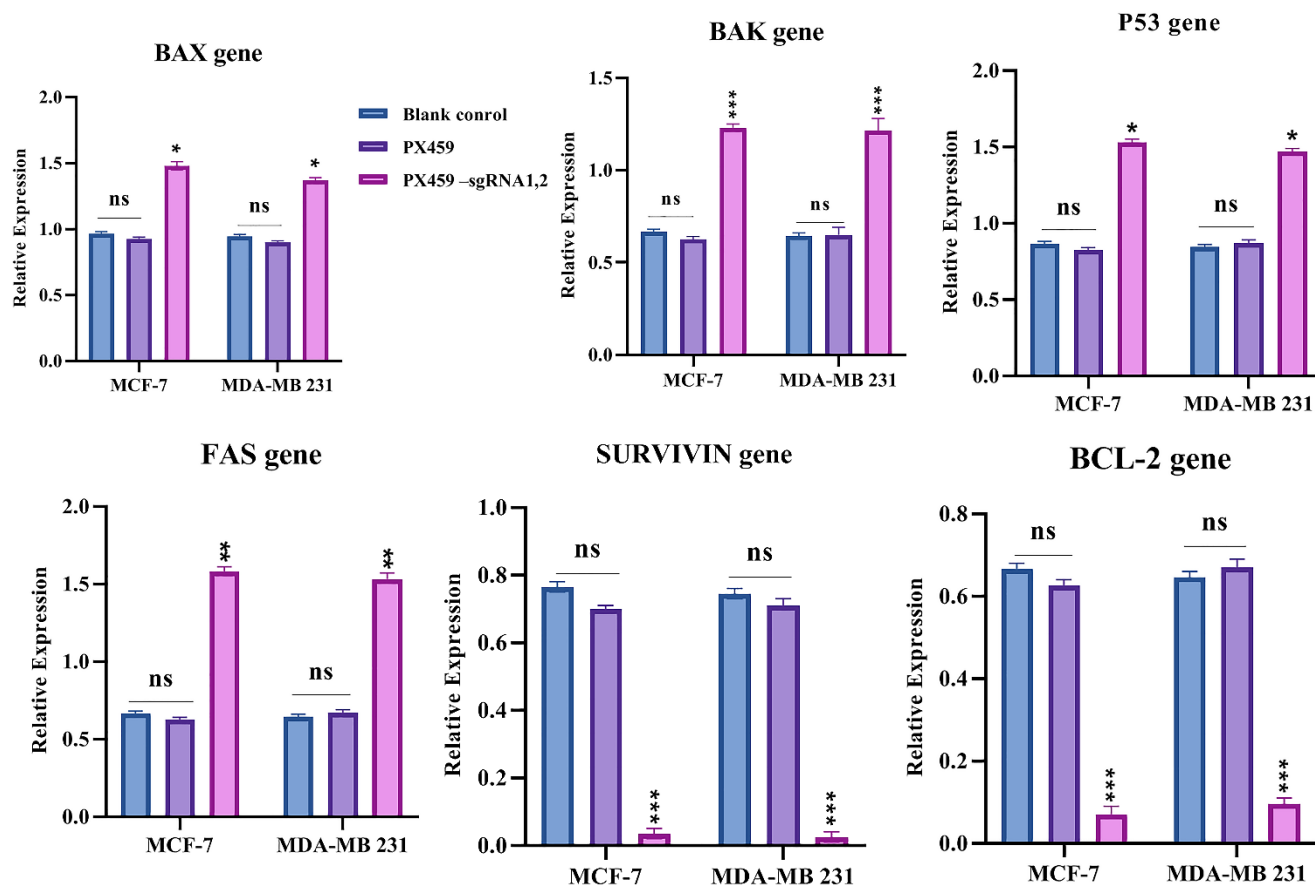 BAX gene
Relative Expression
2.0
1.5
1.0
0.5
0.0
ns
*
ns
*
MCF-7
MDA-MB 231
Blank conrol
PX459
PX459 –sgRNA1,2
BAK gene
Relative Expression
1.5
1.0
0.5
0.0
ns
***
ns
***
MCF-7
MDA-MB 231
P53 gene
Relative Expression
2.0
1.5
1.0
0.5
0.0
ns
*
ns
*
MCF-7
MDA-MB 231
FAS gene
Relative Expression
2.0
1.5
1.0
0.5
0.0
ns
**
ns
**
MCF-7
MDA-MB 231
SURVIVIN gene
Relative Expression
1.0
0.8
0.6
0.4
0.2
0.0
ns
***
ns
***
MCF-7
MDA-MB 231
BCL-2 gene
Relative Expression
0.8
0.6
0.4
0.2
0.0
ns
***
ns
***
MCF-7
MDA-MB 231